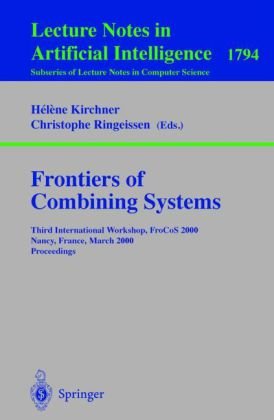 Lecture Notes in
Artificial Intelligence 1794
Subseries of Lecture Notes in Computer Science
Hélène Kirchner
Christophe Ringeissen (Eds.)
Frontiers of
Combining Systems
Third International Workshop, FroCoS 2000
Nancy, France, March 2000
Proceedings
Springer